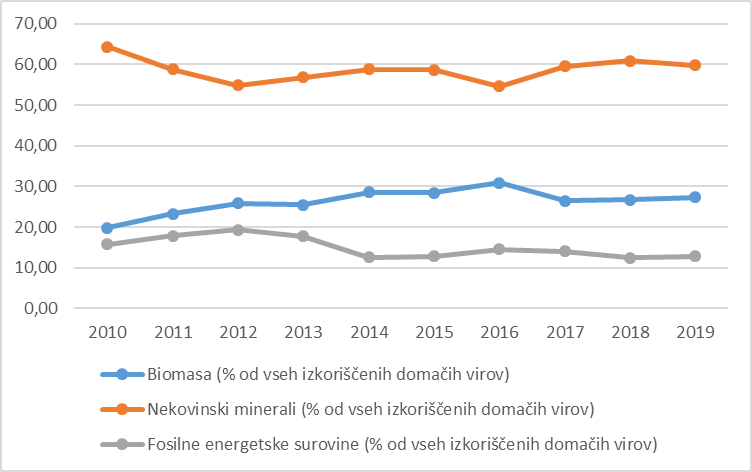 70,00
60,00
50,00
40,00
30,00
20,00
10,00
0,00
2010 2011 2012 2013 2014 2015 2016 2017 2018 2019
Biomasa (% od vseh izkoriščenih domačih virov)
Nekovinski minerali (% od vseh izkoriščenih domačih virov)
Fosilne energetske surovine (% od vseh izkoriščenih domačih virov)